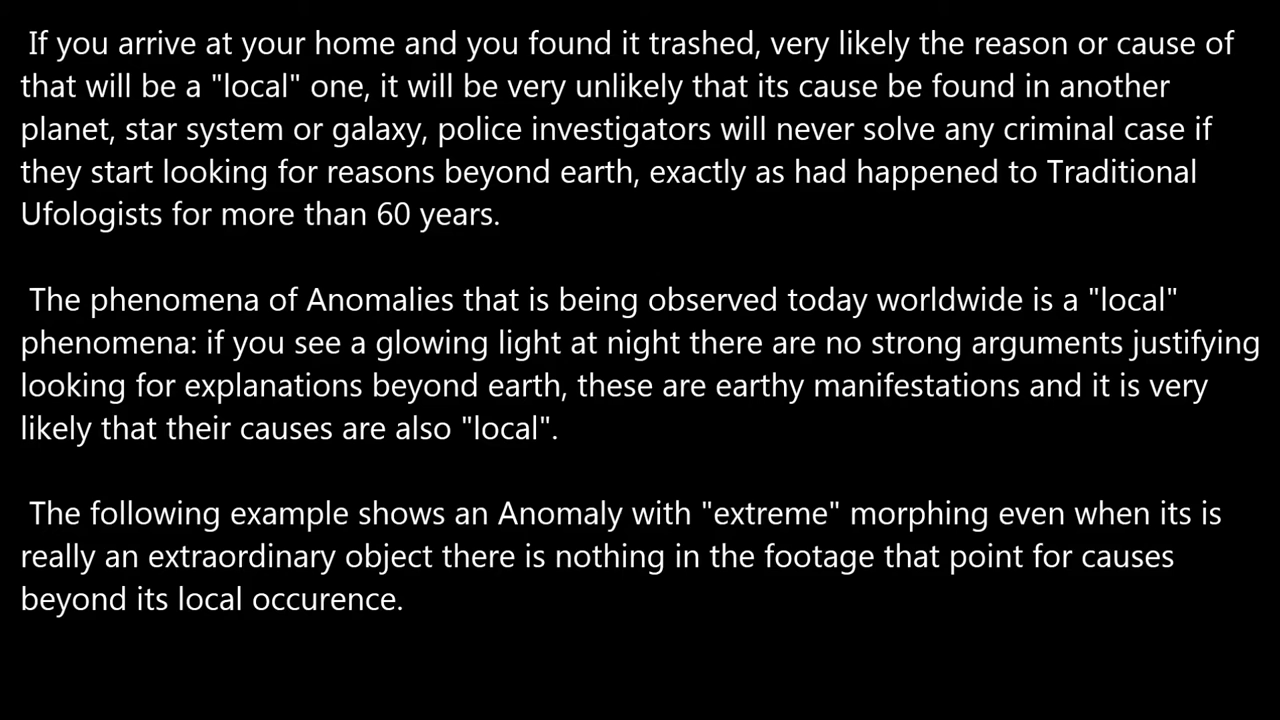 If you arrive at your home and you found it trashed, very likely the reason or cause of
that will be a "local" one, it will be very unlikely that its cause be found in another
planet, star system or galaxy, police investigators will never solve any criminal case if
they start looking for reasons beyond earth, exactly as had happened to Traditional
Ufologists for more than 60 years.
The phenomena of Anomalies that is being observed today worldwide is a "local"
phenomena: if you see a glowing light at night there are no strong arguments justifying
looking for explanations beyond earth, these are earthy manifestations and it is very
likely that their causes are also "local".
The following example shows an Anomaly with "extreme" morphing even when its is
really an extraordinary object there is nothing in the footage that point for causes
beyond its local occurence.